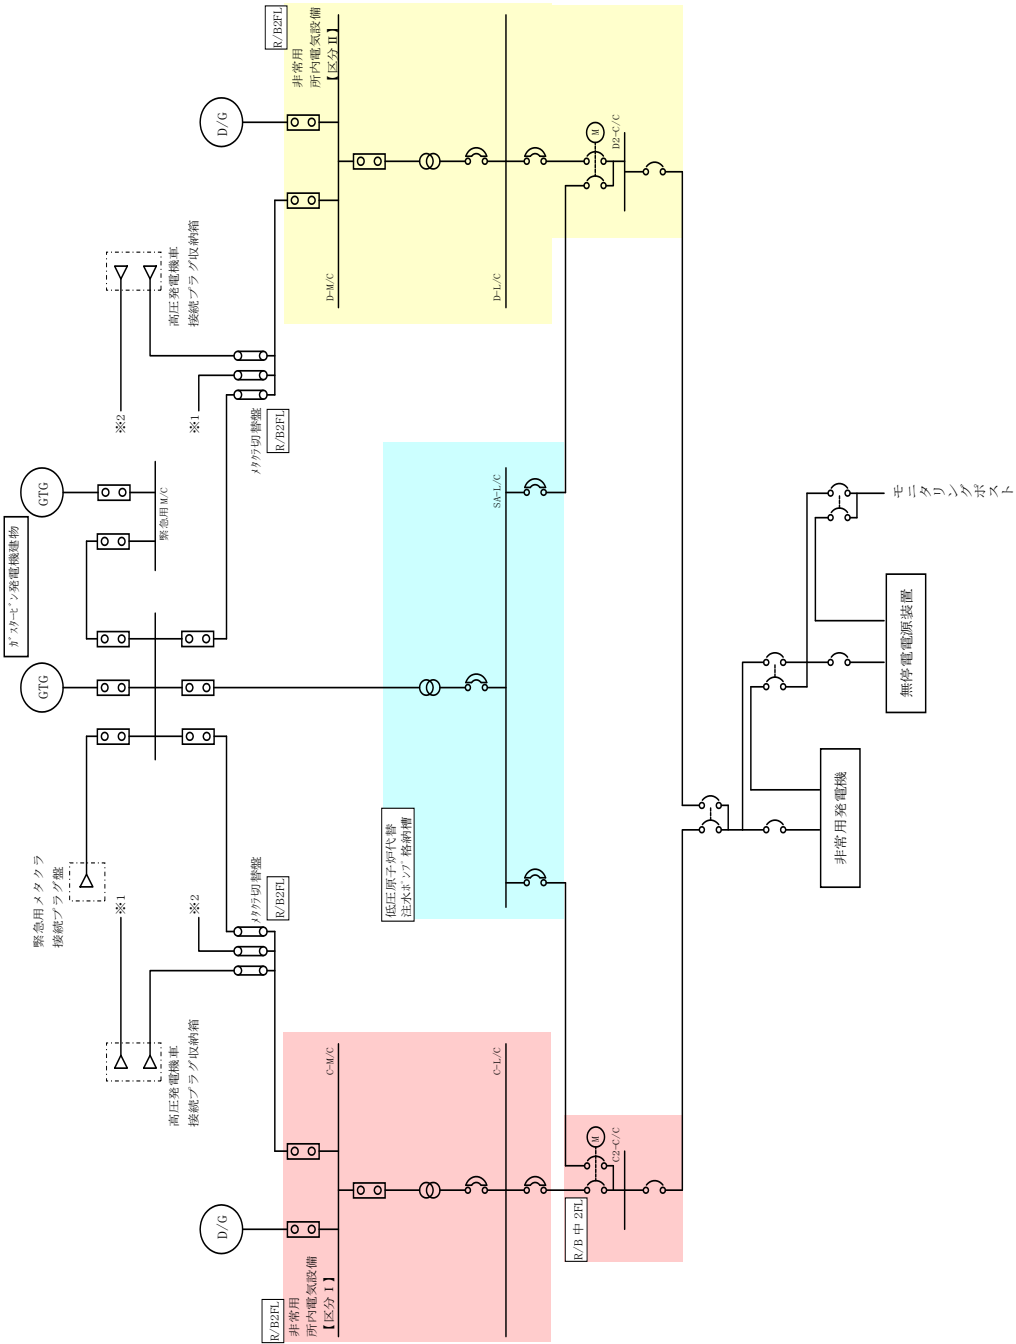 緊急用メタクラ
接続プラグ盤
ｶﾞｽﾀｰﾋﾞﾝ発電機建物
GTG
GTG
緊急用 M/C
※1
※2
高圧発電機車
接続プラグ収納箱
※2
※1
高圧発電機車
接続プラグ収納箱
ﾒﾀｸﾗ切替盤
R/B2FL
ﾒﾀｸﾗ切替盤
R/B2FL
D/G
D/G
R/B2FL
非常用
所内電気設備
【区分Ⅰ】
C-M/C
C-L/C
R/B 中 2FL
M
C2-C/C
低圧原子炉代替
注水ﾎﾟﾝﾌﾟ格納槽
SA-L/C
R/B2FL
非常用
所内電気設備
【区分Ⅱ】
D-M/C
D-L/C
M
D2-C/C
非常用発電機
無停電電源装置
モニタリングポスト